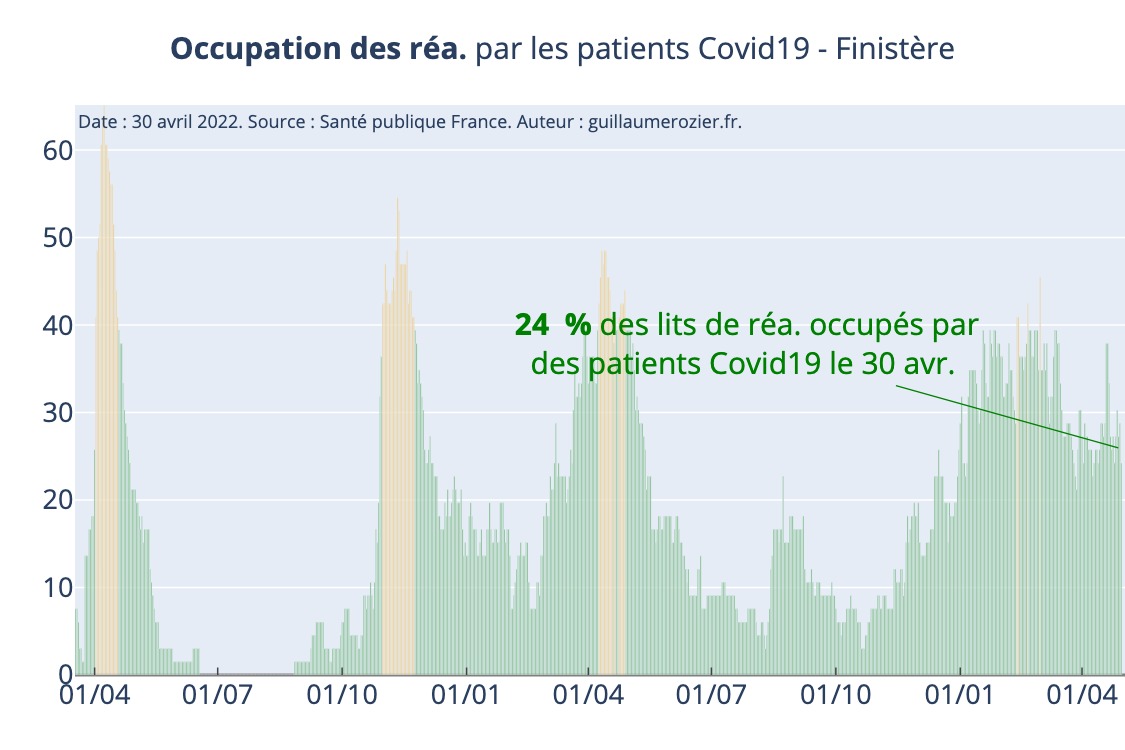 Occupation des réa. par les patients Covid19 - Finistère
Date : 30 avril 2022. Source : Santé publique France. Auteur : guillaumerozier.fr.
60
50
40
30
20
10
0
24 % des lits de réa. occupés par
des patients Covid19 le 30 avr.
01/04 01/07 01/10 01/01 01/04 01/07 01/10 01/01 01/04